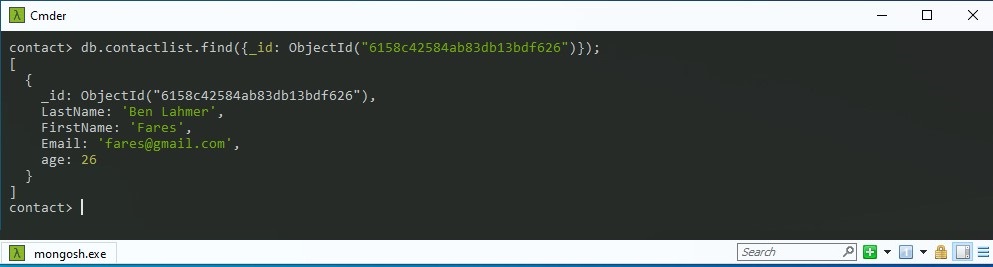 λ Cmder
contact> db.contactlist.find({_id: ObjectId("6158c42584ab83db13bdf626")});
[
  {
    _id: ObjectId("6158c42584ab83db13bdf626"),
    LastName: 'Ben Lahmer',
    FirstName: 'Fares',
    Email: 'fares@gmail.com',
    age: 26
  }
]
contact>
λ mongosh.exe Search